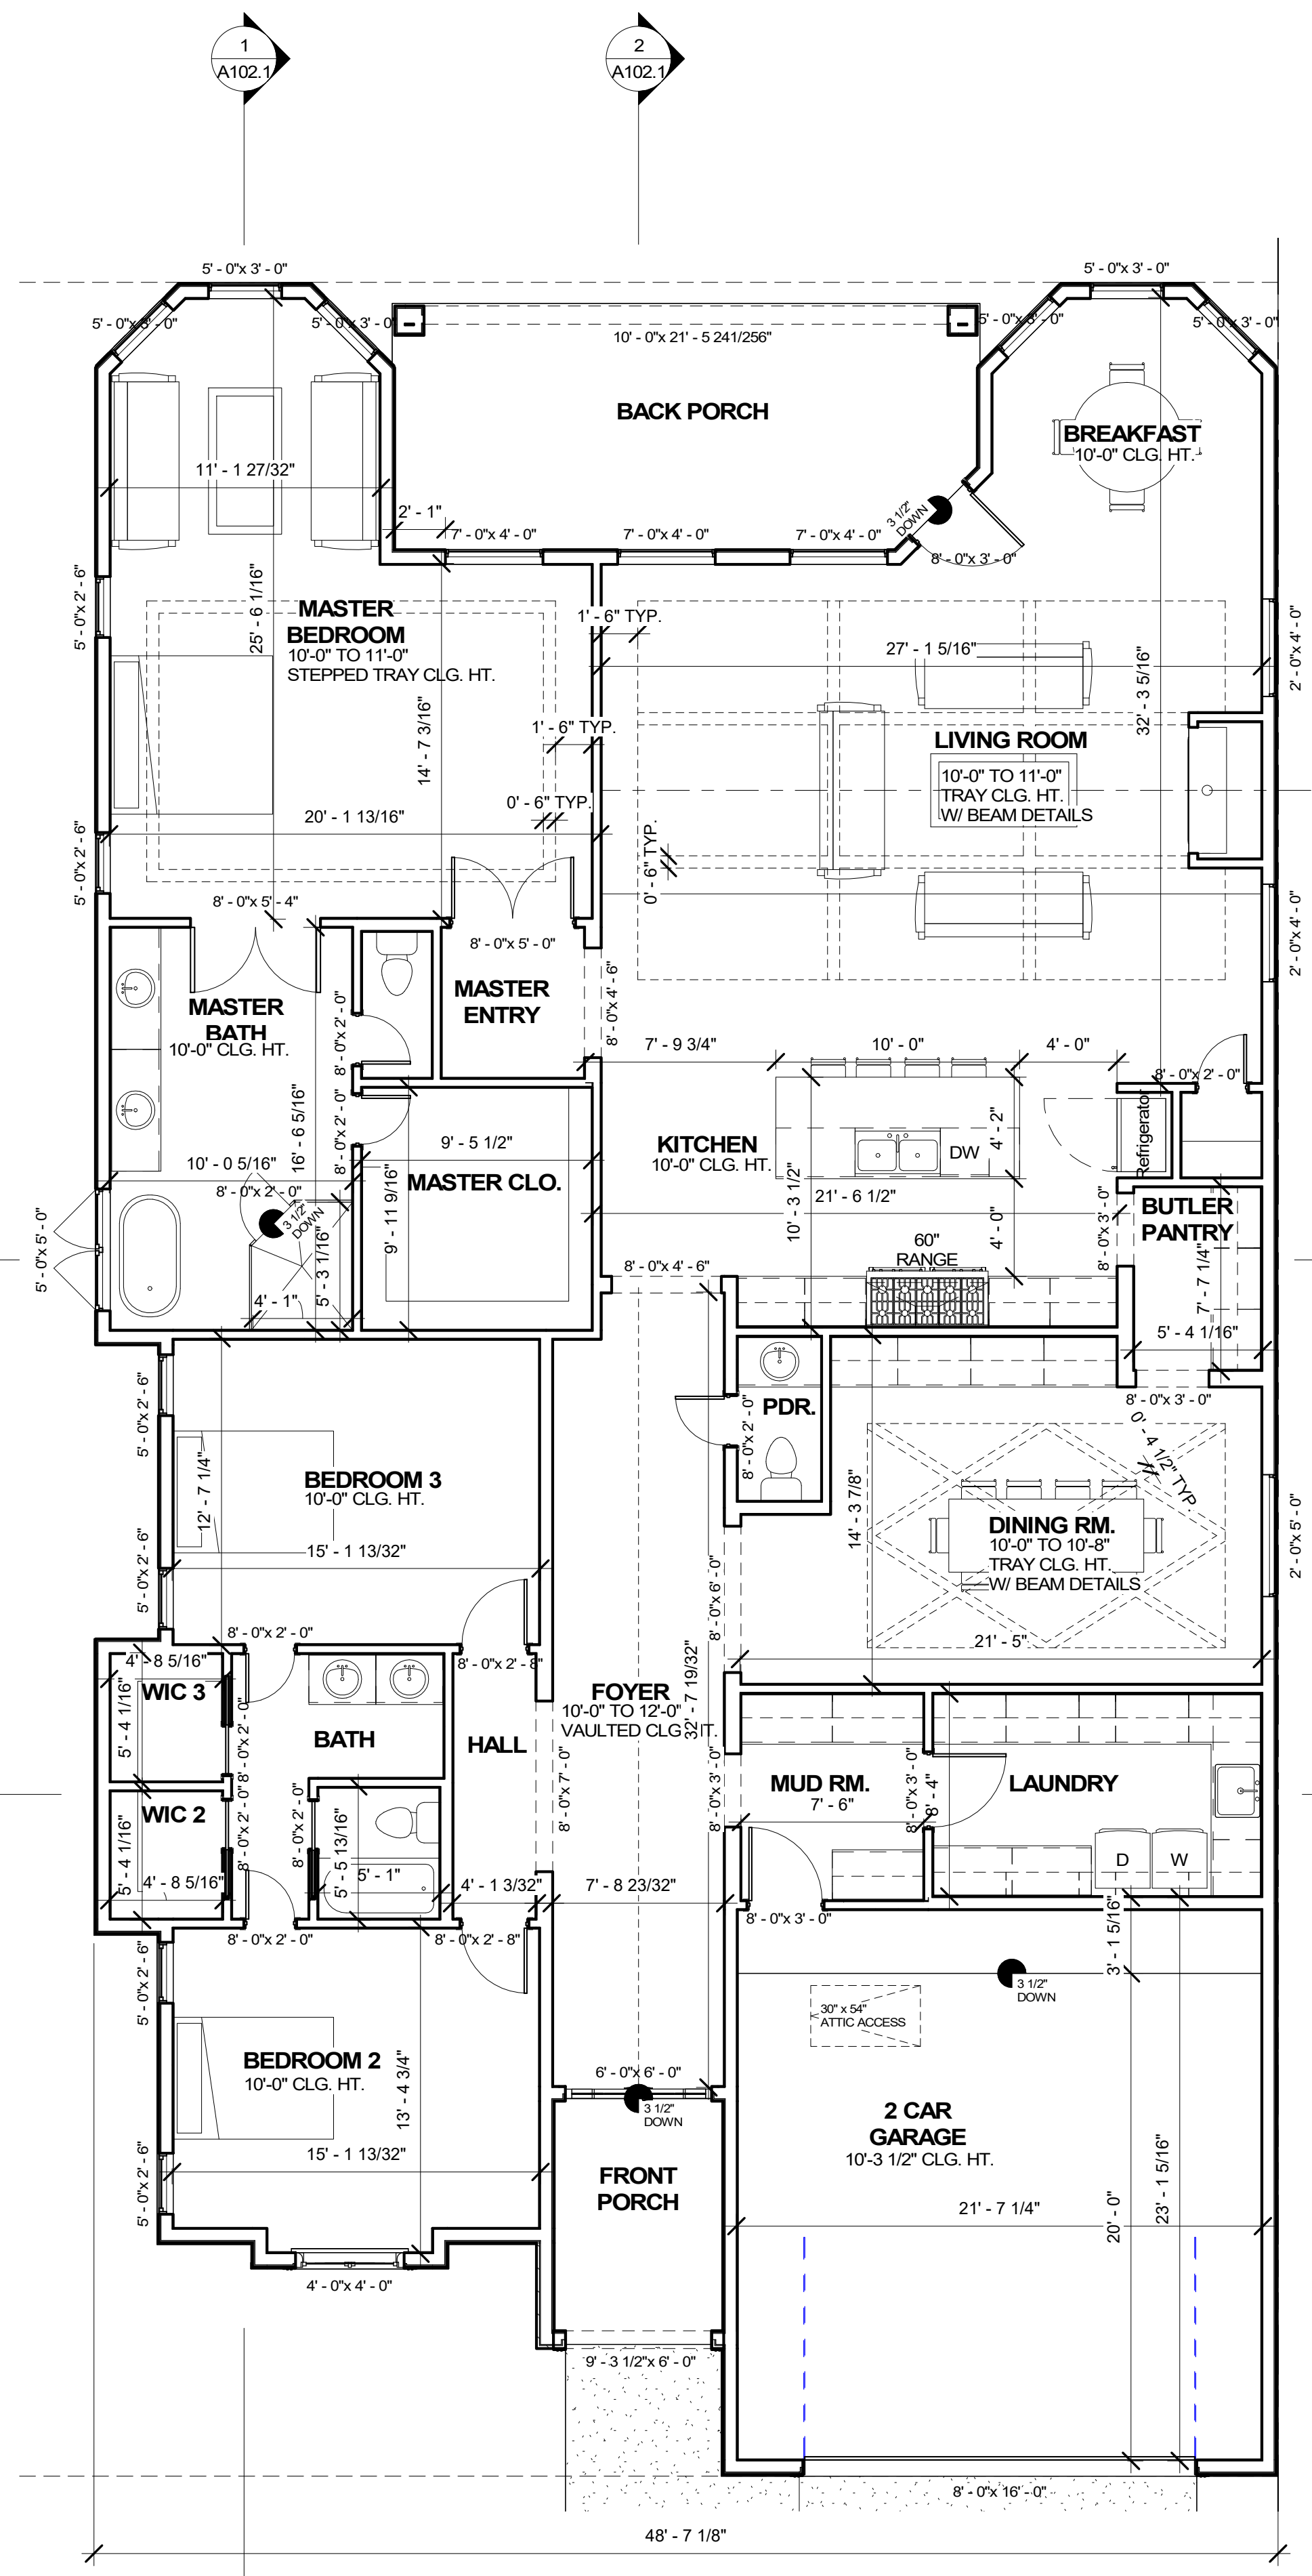 1
A102.1
2
A102.1
5' - 0"x 3' - 0"
5' - 0"x 3' - 0"
5' - 0"x 3' - 0"
5' - 0"x 3' - 0"
5' - 0"x 3' - 0"
5' - 0"x 3' - 0"
10' - 0"x 21' - 5 241/256"
BACK PORCH
BREAKFAST
10'-0" CLG. HT.
11' - 1 27/32"
2' - 1"
7' - 0"x 4' - 0"
7' - 0"x 4' - 0"
7' - 0"x 4' - 0"
3 1/2"
DOWN
8' - 0"x 3' - 0"
5' - 0"x 2' - 6"
25' - 6 1/16"
MASTER
BEDROOM
10'-0" TO 11'-0"
STEPPED TRAY CLG. HT.
1' - 6" TYP.
27' - 1 5/16"
32' - 3 5/16"
2' - 0"x 4' - 0"
14' - 7 3/16"
1' - 6" TYP.
0' - 6" TYP.
LIVING ROOM
10'-0" TO 11'-0"
TRAY CLG. HT.
W/ BEAM DETAILS
20' - 1 13/16"
0' - 6" TYP.
5' - 0"x 2' - 6"
8' - 0"x 5' - 4"
8' - 0"x 5' - 0"
2' - 0"x 4' - 0"
MASTER
BATH
10'-0" CLG. HT.
MASTER
ENTRY
8' - 0"x 2' - 0"
8' - 0"x 4' - 6"
7' - 9 3/4"
10' - 0"
4' - 0"
8' - 0"x 2' - 0"
16' - 6 5/16"
8' - 0"x 2' - 0"
9' - 5 1/2"
KITCHEN
10'-0" CLG. HT.
DW
4' - 2"
Refrigerator
10' - 0 5/16"
8' - 0"x 2' - 0"
MASTER CLO.
9' - 11 9/16"
10' - 3 1/2"
21' - 6 1/2"
BUTLER
PANTRY
3 1/2"
DOWN
5' - 0"x 5' - 0"
5' - 3 1/16"
4' - 1"
60"
RANGE
4' - 0"
8' - 0"x 3' - 0"
7' - 7 1/4"
8' - 0"x 4' - 6"
5' - 4 1/16"
5' - 0"x 2' - 6"
PDR.
8' - 0"x 2' - 0"
8' - 0"x 3' - 0"
0' - 4 1/2" TYP.
12' - 7 1/4"
BEDROOM 3
10'-0" CLG. HT.
15' - 1 13/32"
5' - 0"x 2' - 6"
14' - 3 7/8"
DINING RM.
10'-0" TO 10'-8"
TRAY CLG. HT.
W/ BEAM DETAILS
2' - 0"x 5' - 0"
8' - 0"x 6' - 0"
21' - 5"
8' - 0"x 2' - 0"
8' - 0"x 2' - 8"
4' - 8 5/16"
WIC 3
5' - 4 1/16"
8' - 0"x 2' - 0"
BATH
HALL
FOYER
10'-0" TO 12'-0"
VAULTED CLG. HT.
32' - 7 19/32"
8' - 0"x 7' - 0"
8' - 0"x 3' - 0"
MUD RM.
7' - 6"
8' - 0"x 3' - 0"
8' - 4"
LAUNDRY
D
W
WIC 2
5' - 4 1/16"
4' - 8 5/16"
8' - 0"x 2' - 0"
8' - 0"x 2' - 0"
5' - 5 13/16"
5' - 1"
4' - 1 3/32"
7' - 8 23/32"
8' - 0"x 2' - 0"
8' - 0"x 2' - 8"
8' - 0"x 3' - 0"
3' - 1 5/16"
3 1/2"
DOWN
30" x 54"
ATTIC ACCESS
5' - 0"x 2' - 6"
BEDROOM 2
10'-0" CLG. HT.
13' - 4 3/4"
15' - 1 13/32"
5' - 0"x 2' - 6"
6' - 0"x 6' - 0"
3 1/2"
DOWN
FRONT
PORCH
2 CAR
GARAGE
10'-3 1/2" CLG. HT.
21' - 7 1/4"
20' - 0"
23' - 1 5/16"
4' - 0"x 4' - 0"
9' - 3 1/2"x 6' - 0"
8' - 0"x 16' - 0"
48' - 7 1/8"